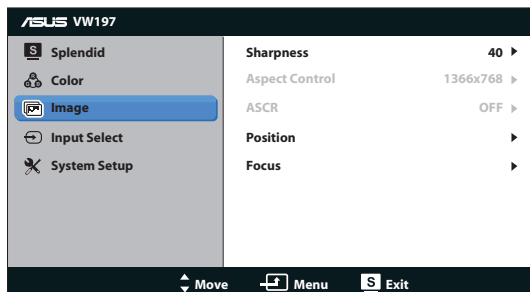 ASUS VW197
S Splendid
Color
Image
Input Select
System Setup
Sharpness 40
Aspect Control 1366x768
ASCR OFF
Position
Focus
Move Menu S Exit